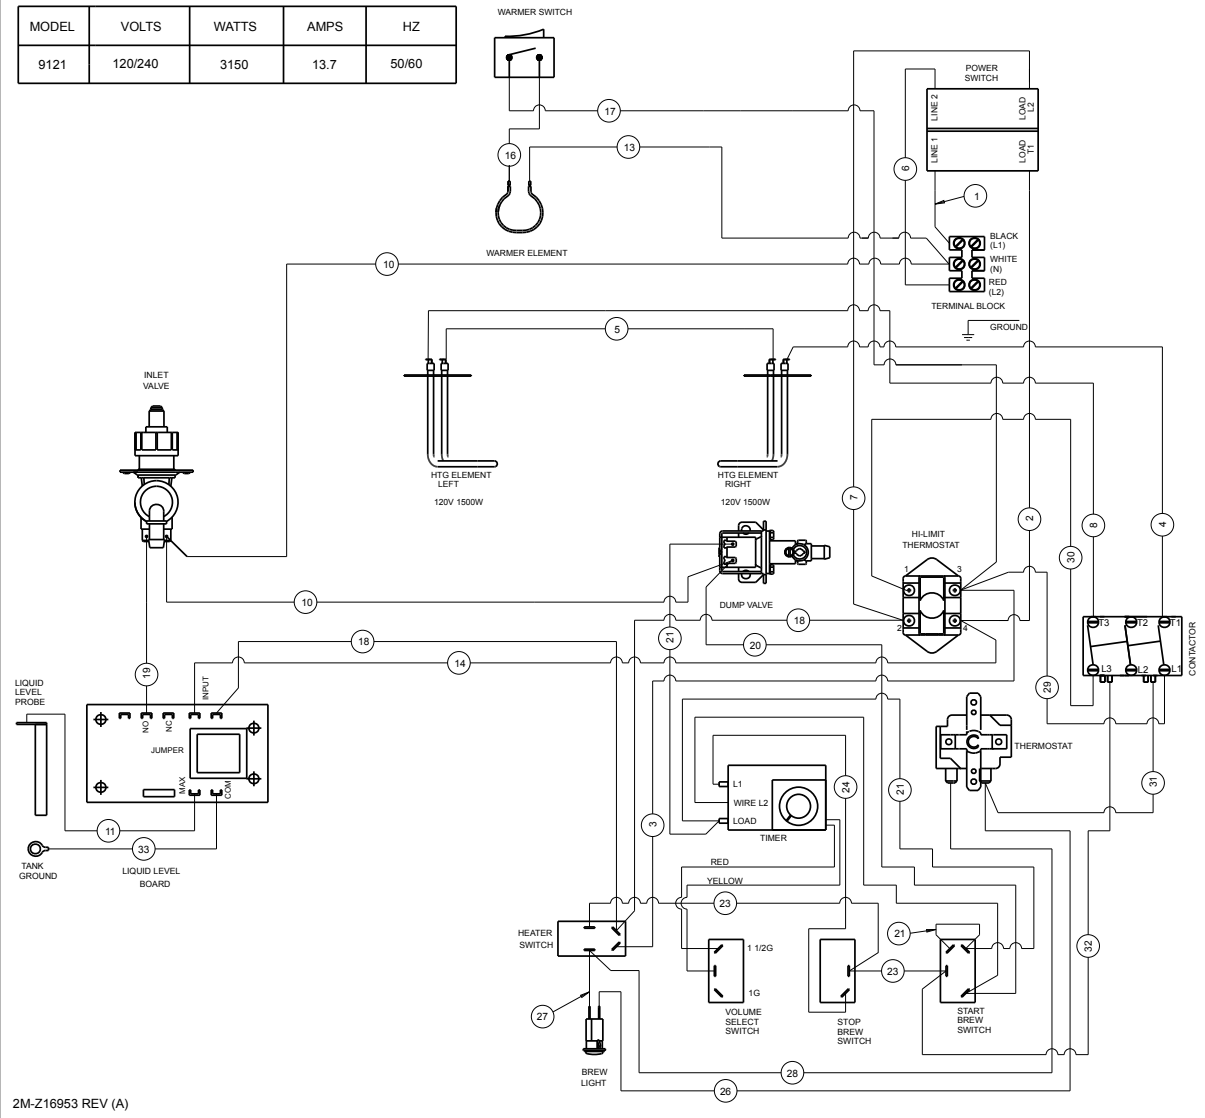 MODEL VOLTS WATTS AMPS HZ
9121 120/240 3150 13.7 50/60
WARMER SWITCH
17
16
13
WARMER ELEMENT
POWER
SWITCH
LINE 2
LOAD
L2
LINE 1
LOAD
T1
6
1
BLACK
(L1)
WHITE
(N)
RED
(L2)
TERMINAL BLOCK
GROUND
10
5
INLET
VALVE
HTG ELEMENT
LEFT
120V 1500W
HTG ELEMENT
RIGHT
120V 1500W
7
2
8
4
30
HI-LIMIT
THERMOSTAT
1
3
2
4
DUMP VALVE
10
18
21
20
18
14
19
T3
T2
T1
L3
L2
L1
CONTACTOR
29
LIQUID
LEVEL
PROBE
INPUT
NO
NC
JUMPER
MAX
COM
11
33
TANK
GROUND
LIQUID LEVEL
BOARD
THERMOSTAT
31
L1
WIRE L2
LOAD
TIMER
24
21
3
RED
YELLOW
23
HEATER
SWITCH
1 1/2G
1G
VOLUME
SELECT
SWITCH
STOP
BREW
SWITCH
23
21
START
BREW
SWITCH
32
27
BREW
LIGHT
28
26
2M-Z16953 REV (A)